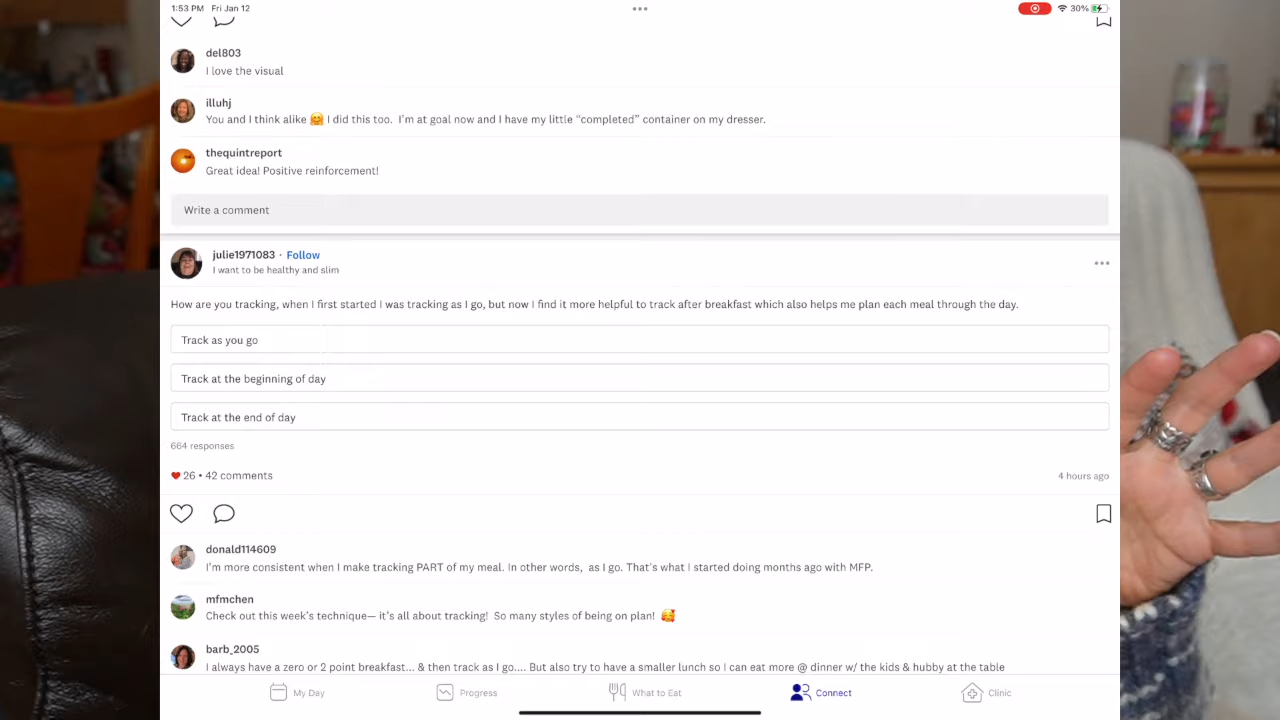 1:53 PM Fri Jan 12
30%
del803
I love the visual
illuhj
You and I think alike 🤗 I did this too. I'm at goal now and I have my little “completed” container on my dresser.
thequintreport
Great idea! Positive reinforcement!
Write a comment
julie1971083 · Follow
I want to be healthy and slim
How are you tracking, when I first started I was tracking as I go, but now I find it more helpful to track after breakfast which also helps me plan each meal through the day.
Track as you go
Track at the beginning of day
Track at the end of day
664 responses
26 • 42 comments
4 hours ago
donald114609
I'm more consistent when I make tracking PART of my meal. In other words, as I go. That's what I started doing months ago with MFP.
mfmchen
Check out this week's technique— it's all about tracking! So many styles of being on plan! 🥰
barb_2005
I always have a zero or 2 point breakfast... & then track as I go.... But also try to have a smaller lunch so I can eat more @ dinner w/ the kids & hubby at the table
My Day
Progress
What to Eat
Connect
Clinic